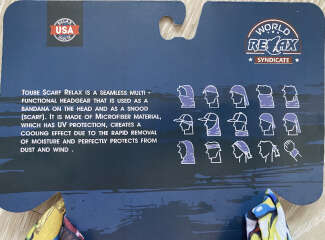 RELAX
USA
WORLD
RELAX
SYNDICATE
TOUBE SCARF RELAX IS A SEAMLESS MULTI -
FUNCTIONAL HEADGEAR THAT IS USED AS A
BANDANA ON THE HEAD AND AS A SNOOD
(SCARF). IT IS MADE OF MICROFIBER MATERIAL,
WHICH HAS UV PROTECTION, CREATES A
COOLING EFFECT DUE TO THE RAPID REMOVAL
OF MOISTURE AND PERFECTLY PROTECTS FROM
DUST AND WIND .